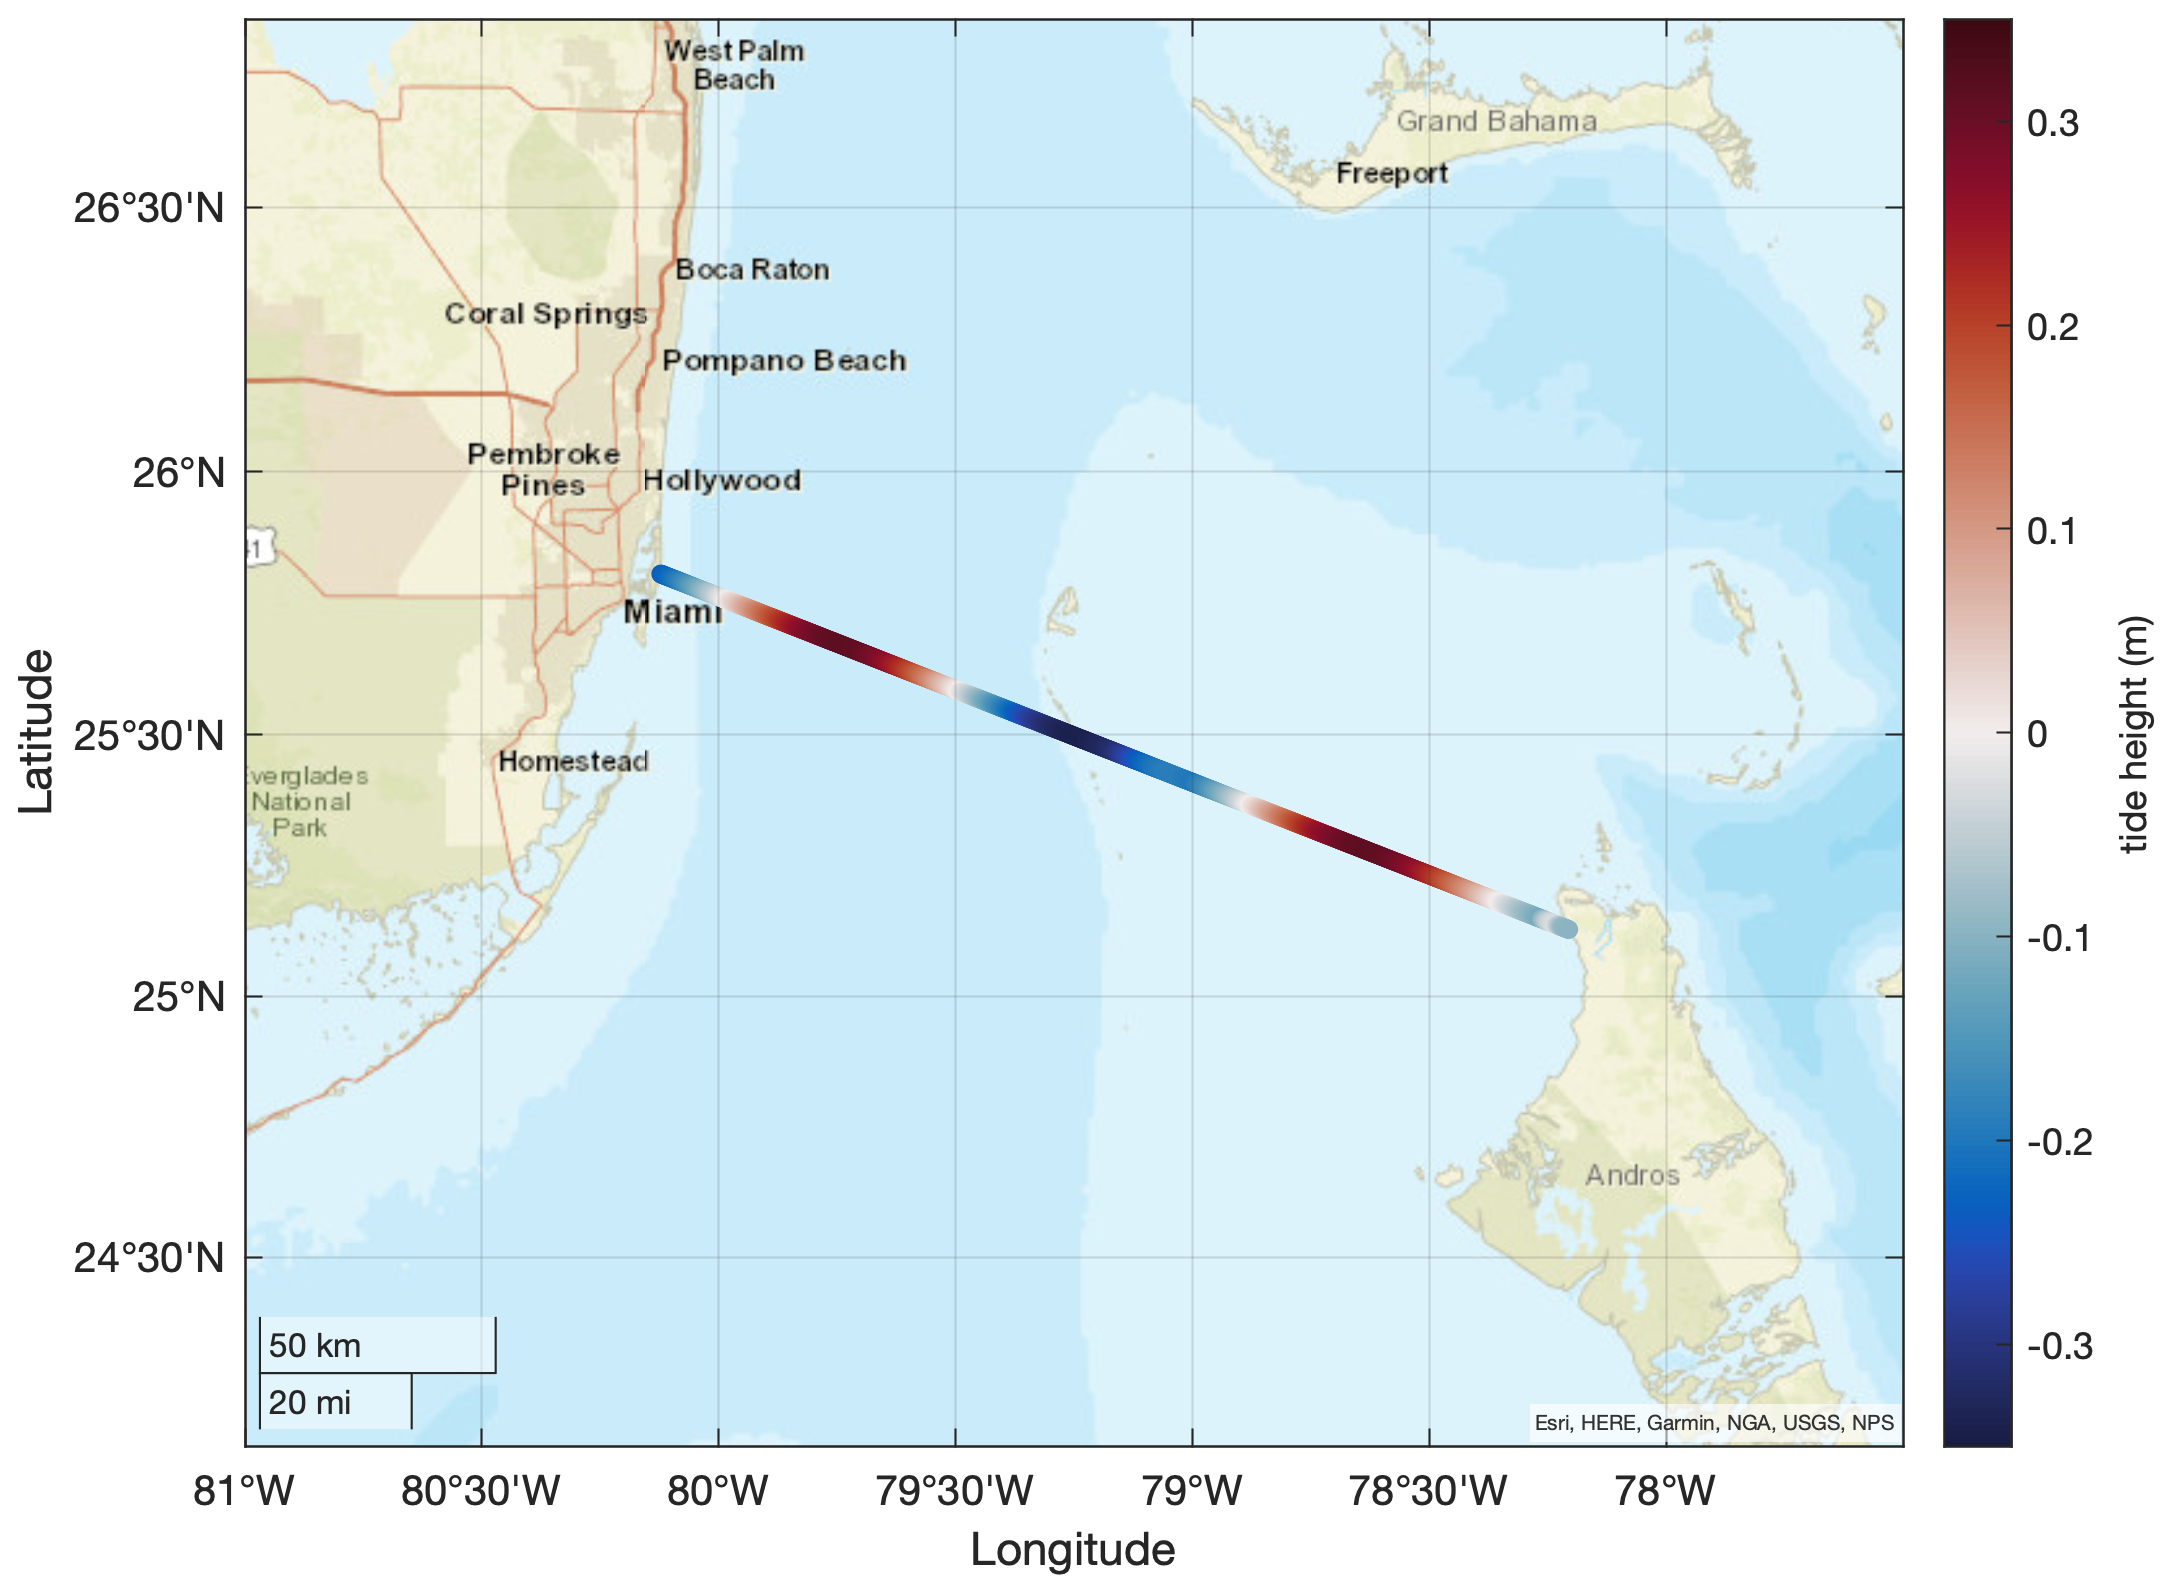 West Palm
Beach
Grand Bahama
Freeport
Boca Raton
Coral Springs
Pompano Beach
Pembroke
Pines
Hollywood
Miami
Homestead
Everglades
National
Park
Andros
50 km
20 mi
Esri, HERE, Garmin, NGA, USGS, NPS
26°30'N
26°N
25°30'N
25°N
24°30'N
Latitude
81°W
80°30'W
80°W
79°30'W
79°W
78°30'W
78°W
Longitude
0.3
0.2
0.1
0
-0.1
-0.2
-0.3
tide height (m)